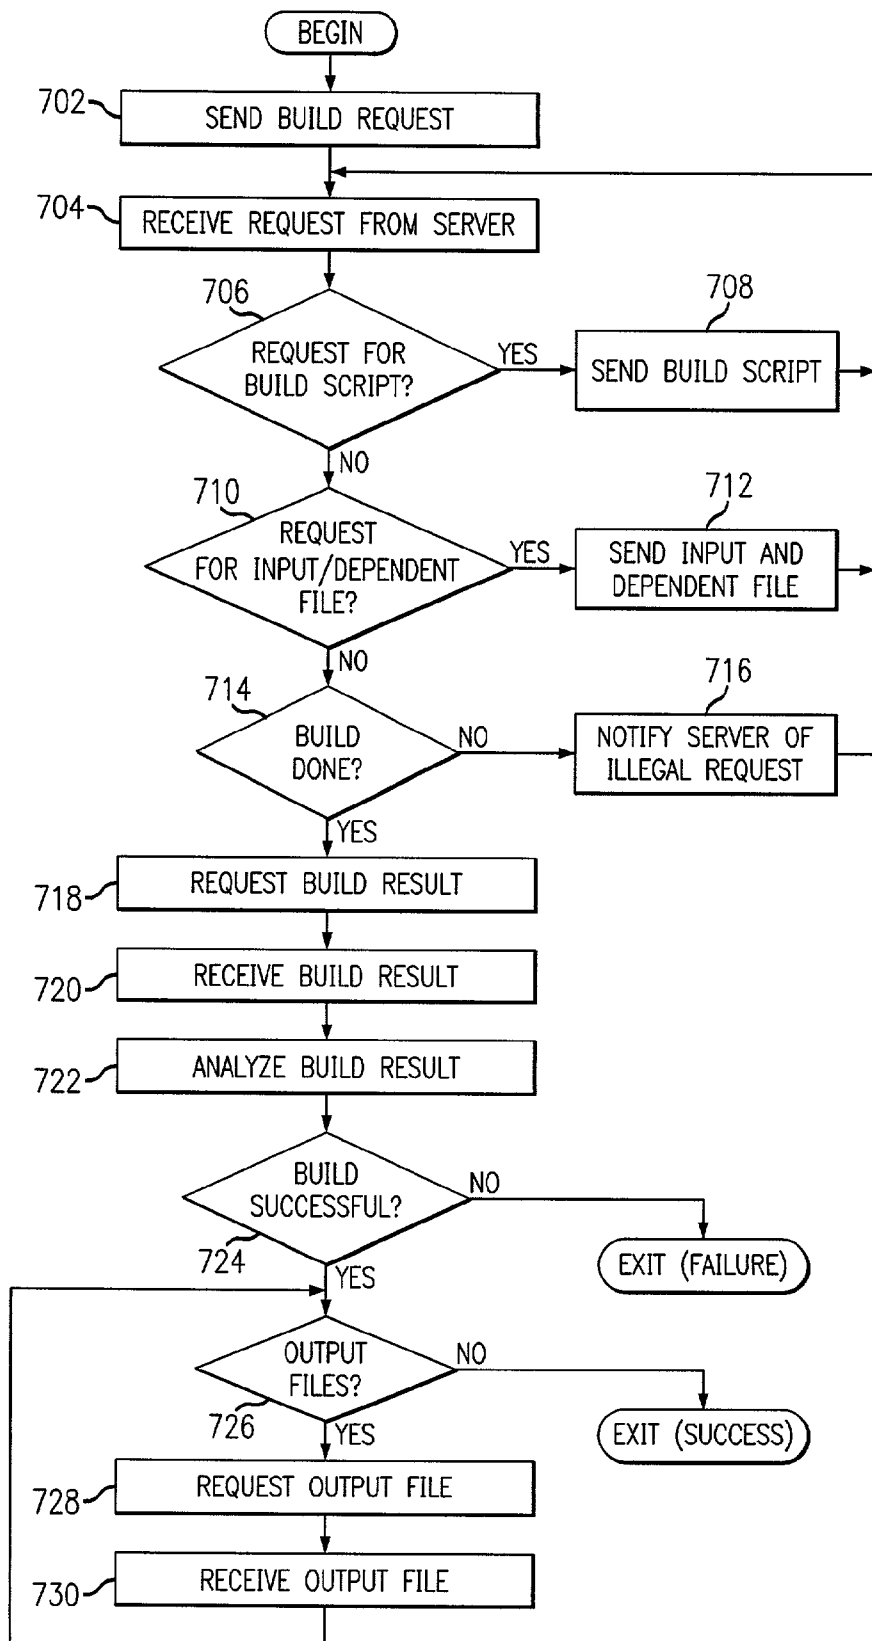 BEGIN
702
SEND BUILD REQUEST
704
RECEIVE REQUEST FROM SERVER
706
REQUEST FOR
BUILD SCRIPT?
YES
708
SEND BUILD SCRIPT
NO
710
REQUEST
FOR INPUT/DEPENDENT
FILE?
YES
712
SEND INPUT AND
DEPENDENT FILE
NO
714
BUILD
DONE?
NO
716
NOTIFY SERVER OF
ILLEGAL REQUEST
YES
718
REQUEST BUILD RESULT
720
RECEIVE BUILD RESULT
722
ANALYZE BUILD RESULT
BUILD
SUCCESSFUL?
724
NO
EXIT (FAILURE)
YES
OUTPUT
FILES?
726
NO
EXIT (SUCCESS)
YES
728
REQUEST OUTPUT FILE
730
RECEIVE OUTPUT FILE